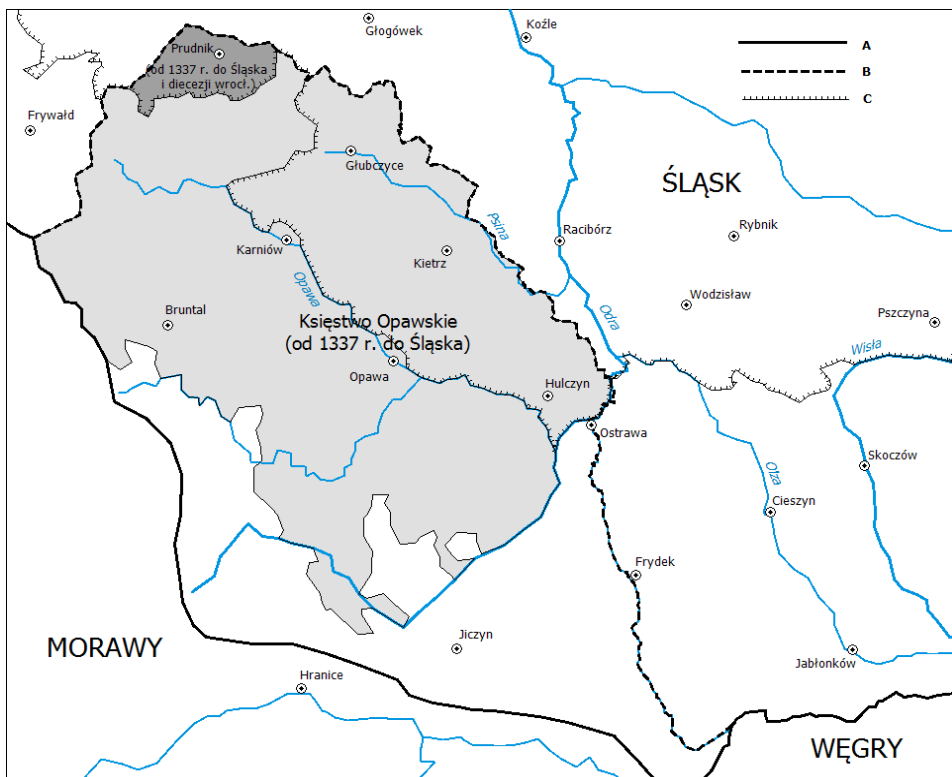 Koźle
Głogówek
A
B
C
Prudnik
(od 1337 r. do Śląska
i diecezji wrocł.)
Frywałd
Głubczyce
ŚLĄSK
Psina
Racibórz
Rybnik
Karniów
Kietrz
Opawa
Odra
Wodzisław
Bruntal
Pszczyna
Księstwo Opawskie
(od 1337 r. do Śląska)
Wisła
Opawa
Hulczyn
Ostrawa
Skoczów
Olza
Cieszyn
Frydek
MORAWY
Jiczyn
Jabłonków
Hranice
WĘGRY